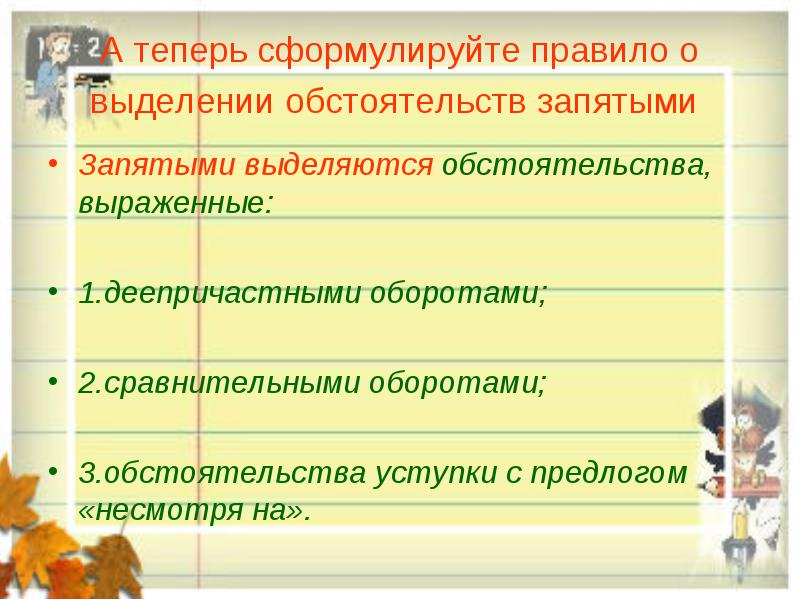 А теперь сформулируйте правило о
выделении обстоятельств запятыми
• Запятыми выделяются обстоятельства,
выраженные:
• 1.деепричастными оборотами;
• 2.сравнительными оборотами;
• 3.обстоятельства уступки с предлогом
«несмотря на».